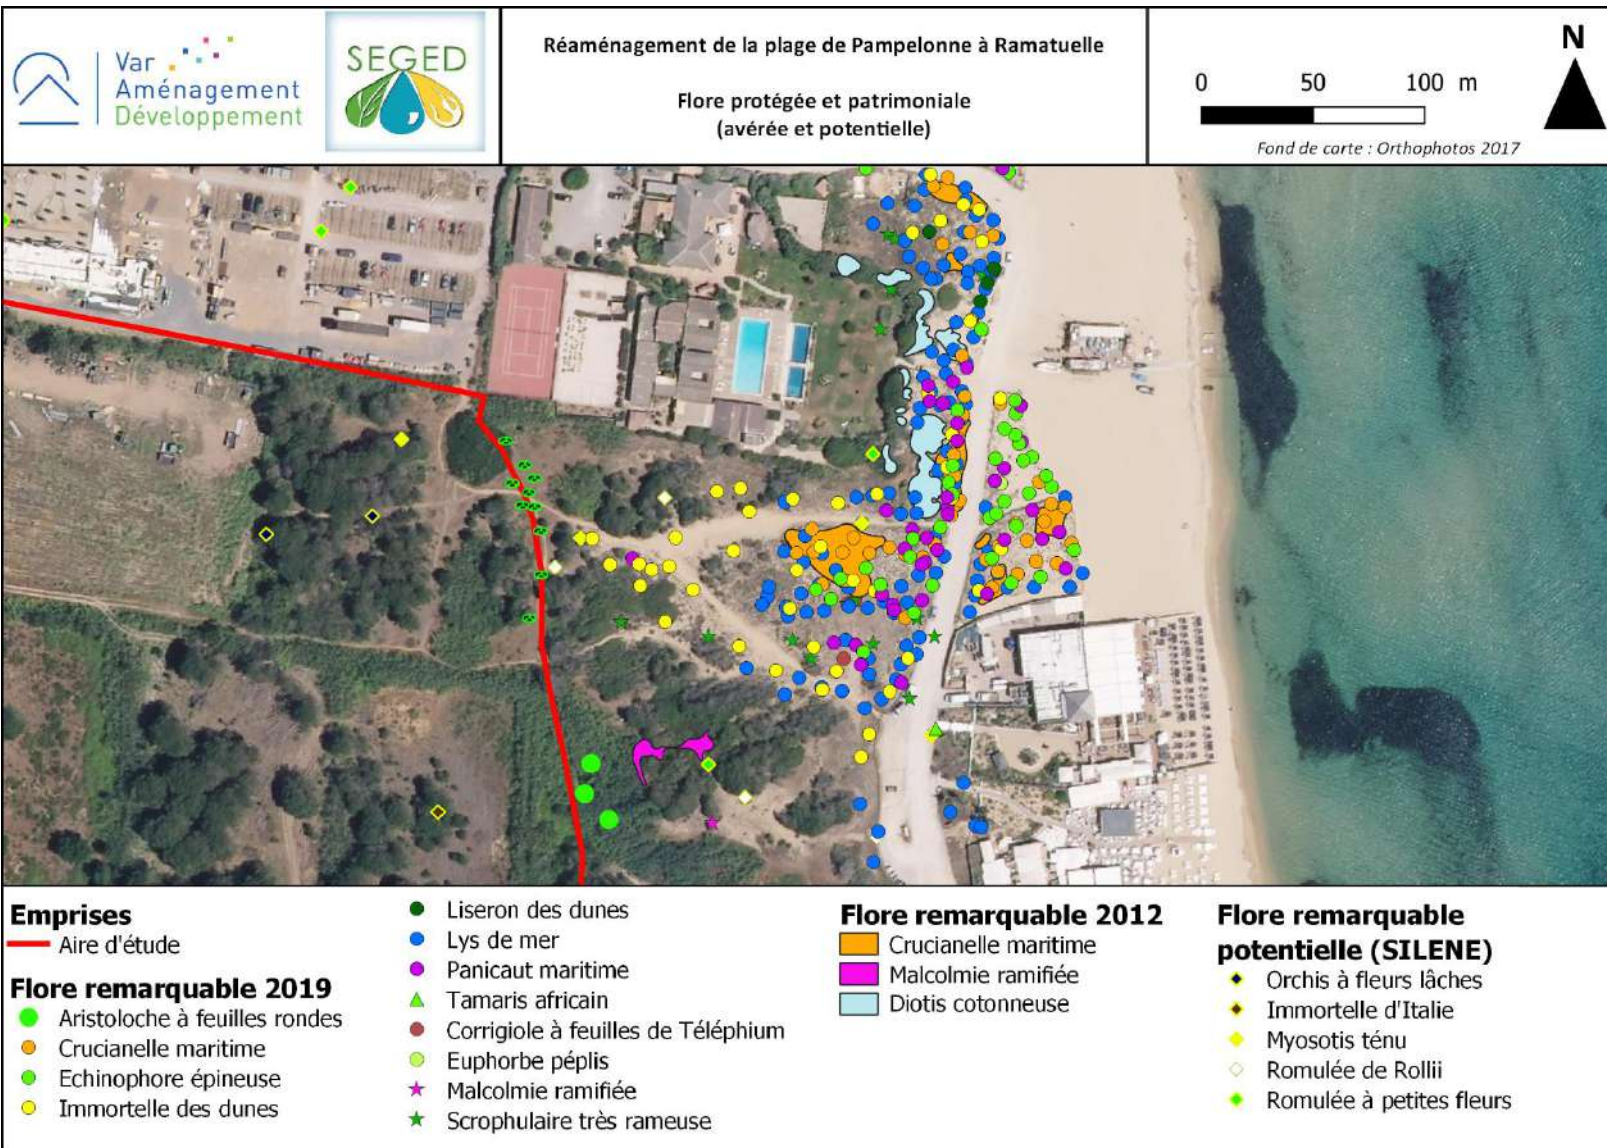 Var
Aménagement
Développement
SEGED
Réaménagement de la plage de Pampelonne à Ramatuelle
Flore protégée et patrimoniale
(avérée et potentielle)
0 50 100 m
Fond de carte : Orthophotos 2017
N
Emprises
Aire d'étude
Flore remarquable 2019
Aristoloche à feuilles rondes
Crucianelle maritime
Echinophore épineuse
Immortelle des dunes
Liseron des dunes
Lys de mer
Panicaut maritime
Tamaris africain
Corrigiole à feuilles de Téléphium
Euphorbe péplis
Malcolmie ramifiée
Scrophulaire très rameuse
Flore remarquable 2012
Crucianelle maritime
Malcolmie ramifiée
Diotis cotonneuse
Flore remarquable
potentielle (SILENE)
Orchis à fleurs lâches
Immortelle d'Italie
Myosotis ténu
Romulée de Rollii
Romulée à petites fleurs